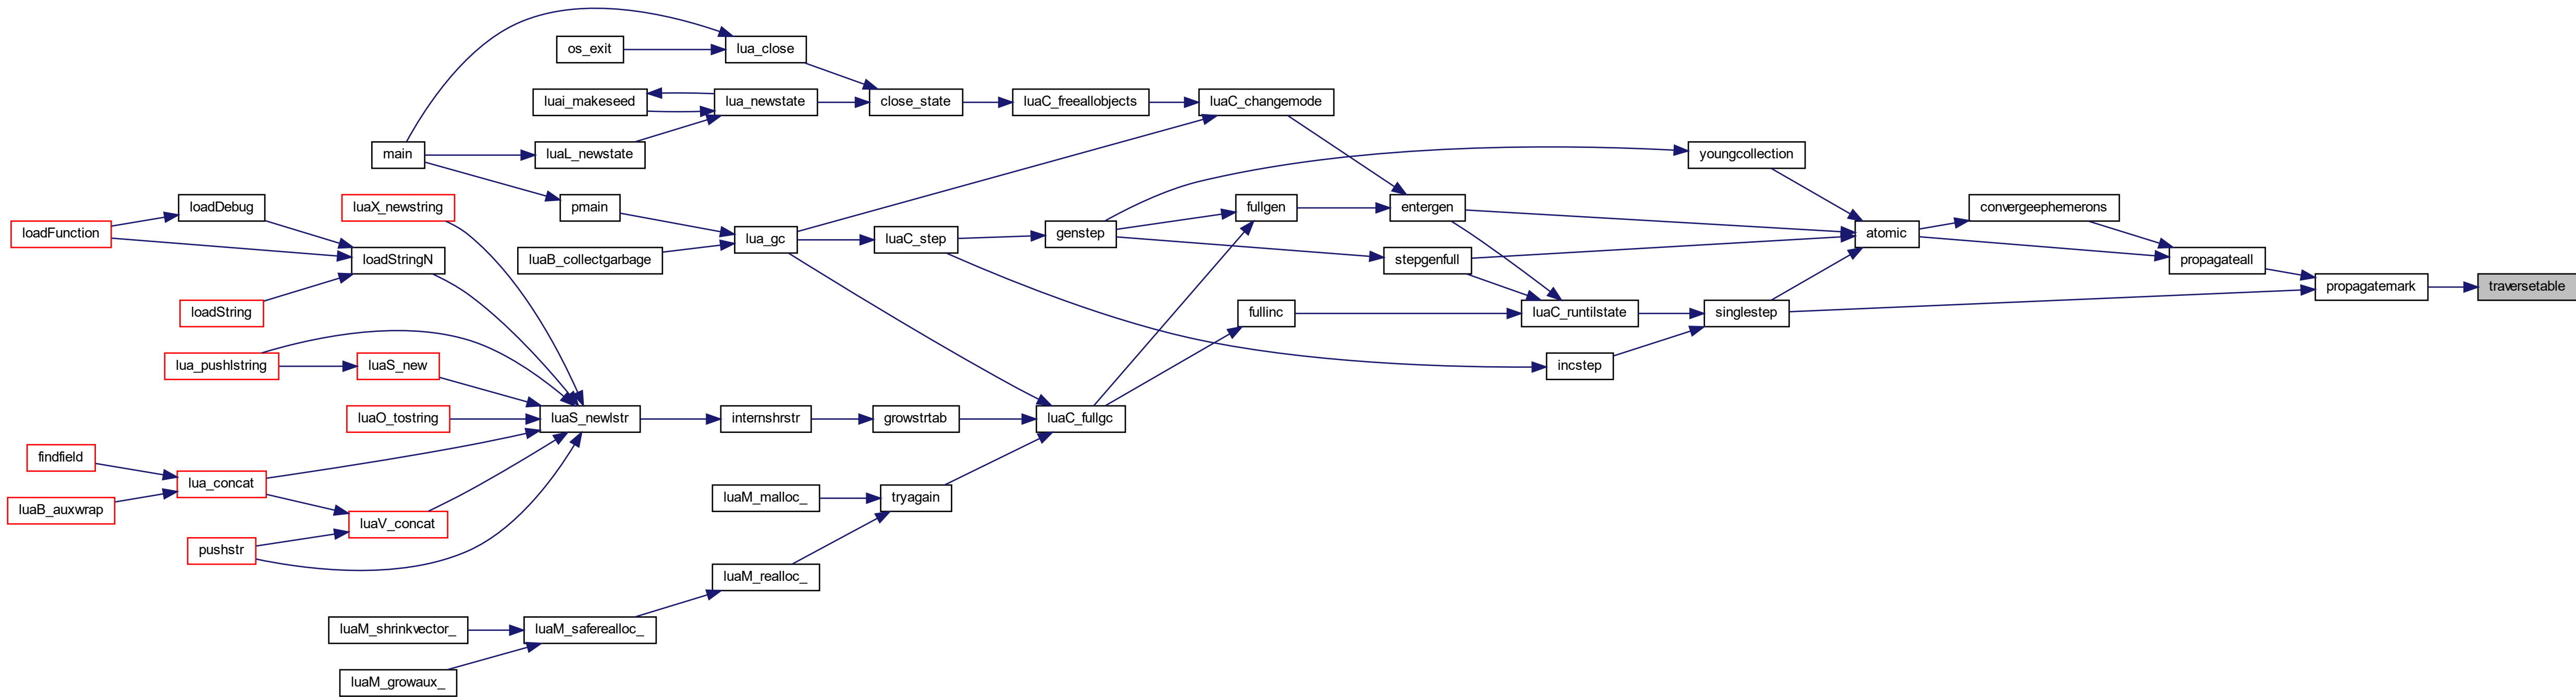 os_exit
lua_close
luai_makeseed
lua_newstate
close_state
luaC_freeallobjects
luaC_changemode
main
luaL_newstate
youngcollection
loadDebug
luaX_newstring
pmain
fullgen
entergen
convergeephemerons
loadFunction
lua_gc
luaC_step
genstep
atomic
loadStringN
luaB_collectgarbage
stepgenfull
propagateall
propagatemark
traversetable
loadString
fullinc
luaC_runtilstate
singlestep
lua_pushlstring
luaS_new
incstep
luaO_tostring
luaS_newlstr
internshrstr
growstrtab
luaC_fullgc
findfield
lua_concat
luaM_malloc_
tryagain
luaB_auxwrap
luaV_concat
pushstr
luaM_realloc_
luaM_shrinkvector_
luaM_saferealloc_
luaM_growaux_